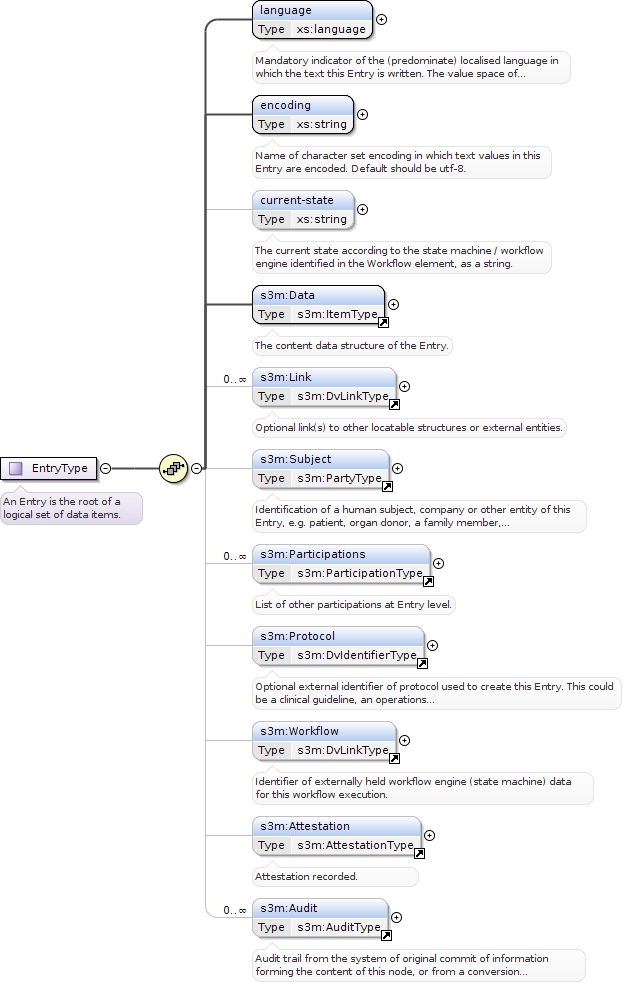 language
Type xs:language
Mandatory indicator of the (predominate) localised language in
which the text this Entry is written. The value space of...
encoding
Type xs:string
Name of character set encoding in which text values in this
Entry are encoded. Default should be utf-8.
current-state
Type xs:string
The current state according to the state machine / workflow
engine identified in the Workflow element, as a string.
s3m:Data
Type s3m:ItemType
The content data structure of the Entry.
0..∞
s3m:Link
Type s3m:DvLinkType
Optional link(s) to other locatable structures or external entities.
EntryType
An Entry is the root of a
logical set of data items.
s3m:Subject
Type s3m:PartyType
Identification of a human subject, company or other entity of this
Entry, e.g. patient, organ donor, a family member,...
0..∞
s3m:Participations
Type s3m:ParticipationType
List of other participations at Entry level.
s3m:Protocol
Type s3m:DvIdentifierType
Optional external identifier of protocol used to create this Entry. This could
be a clinical guideline, an operations...
s3m:Workflow
Type s3m:DvLinkType
Identifier of externally held workflow engine (state machine) data
for this workflow execution.
s3m:Attestation
Type s3m:AttestationType
Attestation recorded.
0..∞
s3m:Audit
Type s3m:AuditType
Audit trail from the system of original commit of information
forming the content of this node, or from a conversion...